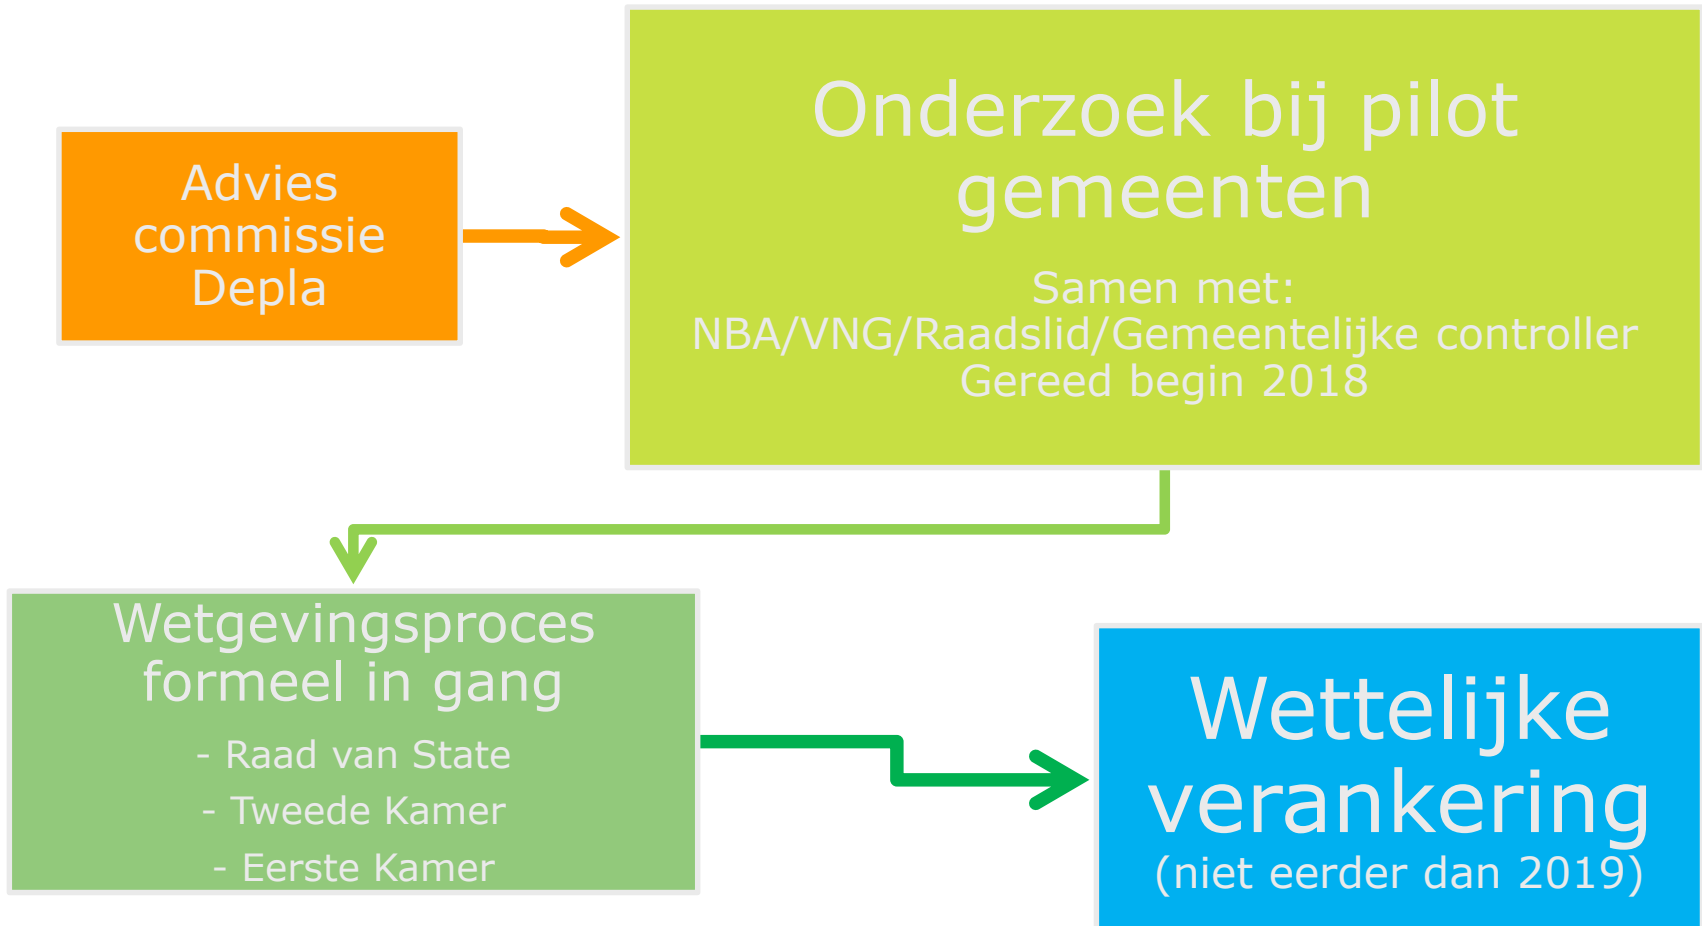 Advies
commissie
Depla
Onderzoek bij pilot
gemeenten
Samen met:
NBA/VNG/Raadslid/Gemeentelijke controller
Gereed begin 2018
Wetgevingsproces
formeel in gang
- Raad van State
- Tweede Kamer
- Eerste Kamer
Wettelijke
verankering
(niet eerder dan 2019)